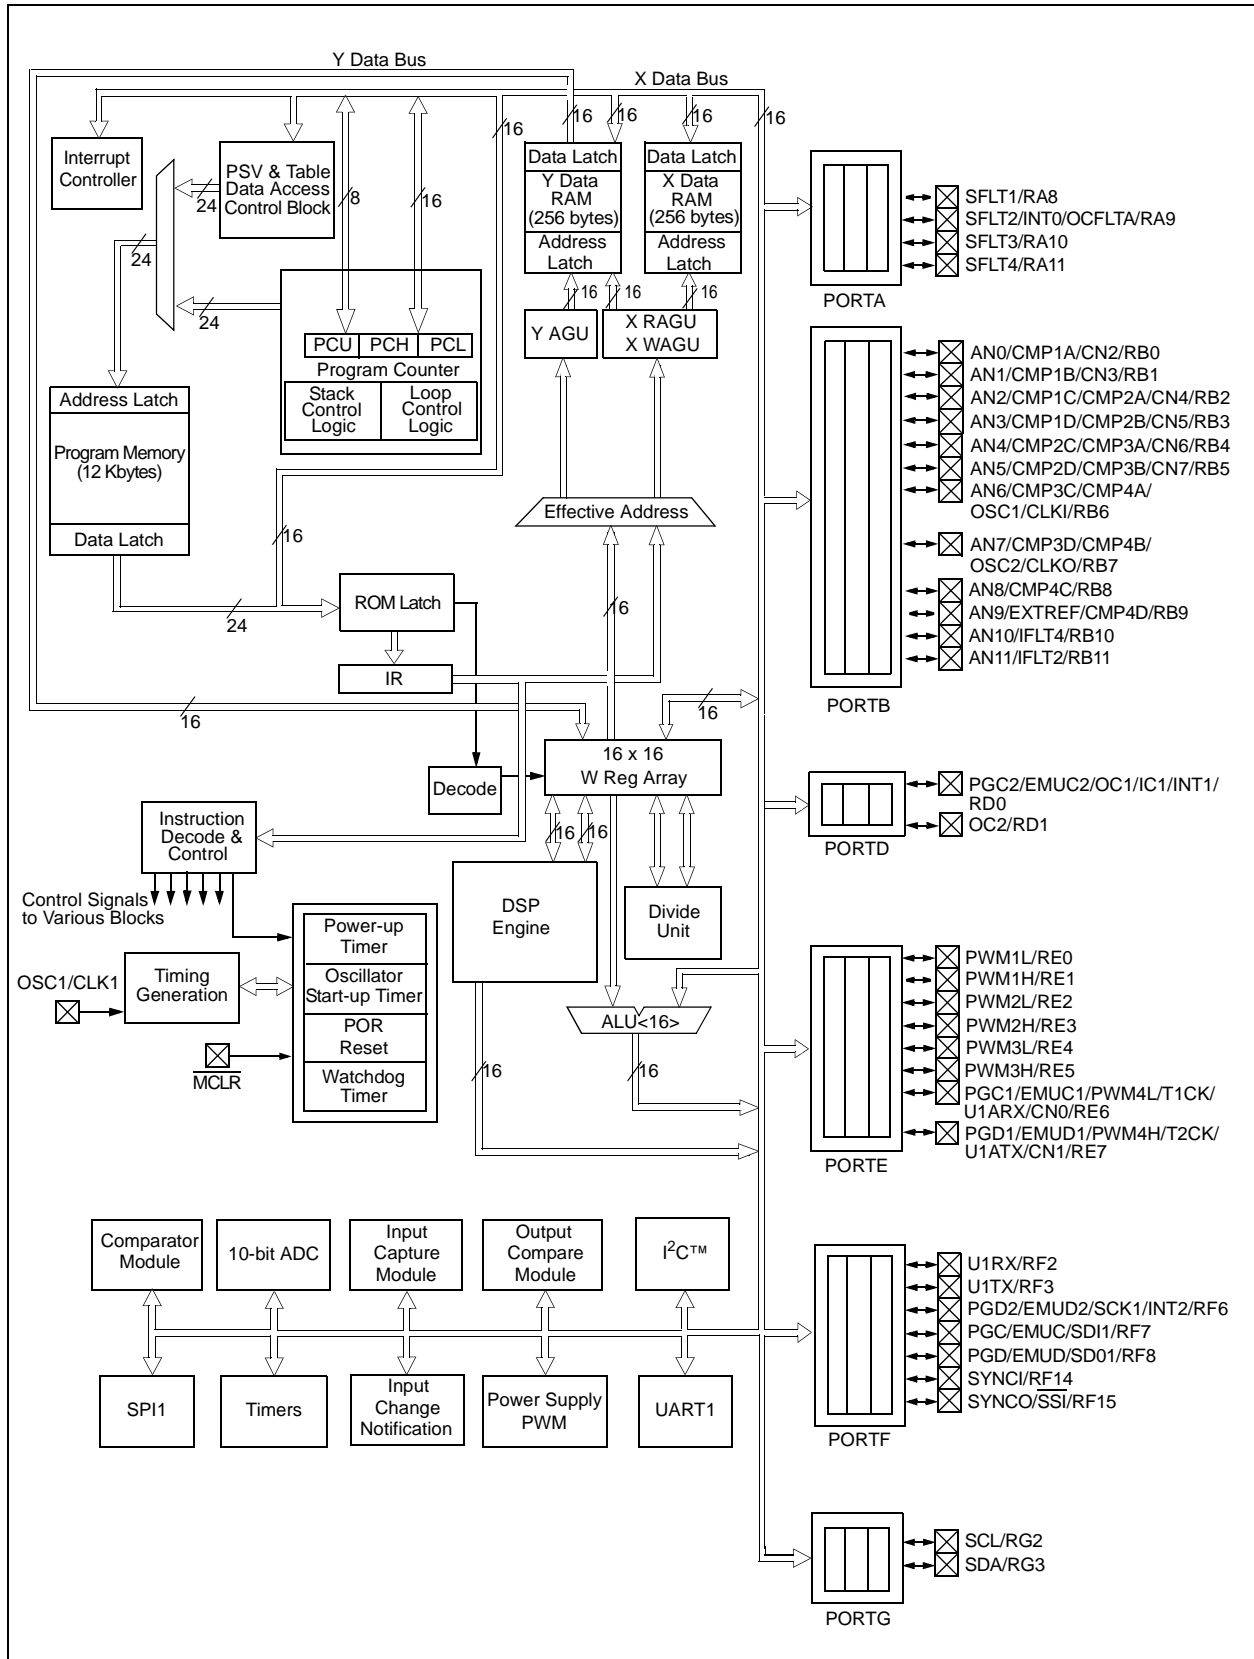 Y Data Bus
X Data Bus
16
16
16
16
16
Interrupt
Controller
PSV & Table
Data Access
Control Block
24
8
16
24
24
Data Latch
Y Data
RAM
(256 bytes)
Address
Latch
Data Latch
X Data
RAM
(256 bytes)
Address
Latch
16
16
16
Y AGU
X RAGU
X WAGU
PCU
PCH
PCL
Program Counter
Stack
Control
Logic
Loop
Control
Logic
Address Latch
Program Memory
(12 Kbytes)
Data Latch
Effective Address
16
24
ROM Latch
16
IR
16
16
16 x 16
W Reg Array
Decode
Instruction
Decode &
Control
16
16
Control Signals
to Various Blocks
DSP
Engine
Divide
Unit
Power-up
Timer
Oscillator
Start-up Timer
POR
Reset
Watchdog
Timer
OSC1/CLK1
Timing
Generation
MCLR
ALU<16>
16
16
Comparator
Module
10-bit ADC
Input
Capture
Module
Output
Compare
Module
I2C™
SPI1
Timers
Input
Change
Notification
Power Supply
PWM
UART1
SFLT1/RA8
SFLT2/INT0/OCFLTA/RA9
SFLT3/RA10
SFLT4/RA11
PORTA
AN0/CMP1A/CN2/RB0
AN1/CMP1B/CN3/RB1
AN2/CMP1C/CMP2A/CN4/RB2
AN3/CMP1D/CMP2B/CN5/RB3
AN4/CMP2C/CMP3A/CN6/RB4
AN5/CMP2D/CMP3B/CN7/RB5
AN6/CMP3C/CMP4A/
OSC1/CLKI/RB6
AN7/CMP3D/CMP4B/
OSC2/CLKO/RB7
AN8/CMP4C/RB8
AN9/EXTREF/CMP4D/RB9
AN10/IFLT4/RB10
AN11/IFLT2/RB11
PORTB
PGC2/EMUC2/OC1/IC1/INT1/
RD0
OC2/RD1
PORTD
PWM1L/RE0
PWM1H/RE1
PWM2L/RE2
PWM2H/RE3
PWM3L/RE4
PWM3H/RE5
PGC1/EMUC1/PWM4L/T1CK/
U1ARX/CN0/RE6
PGD1/EMUD1/PWM4H/T2CK/
U1ATX/CN1/RE7
PORTE
U1RX/RF2
U1TX/RF3
PGD2/EMUD2/SCK1/INT2/RF6
PGC/EMUC/SDI1/RF7
PGD/EMUD/SD01/RF8
SYNCI/RF14
SYNCO/SSI/RF15
PORTF
SCL/RG2
SDA/RG3
PORTG